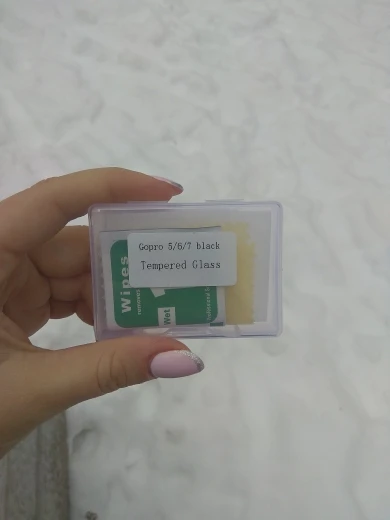 Gopro 5/6/7 black
Tempered Glass
Wipes
Wet